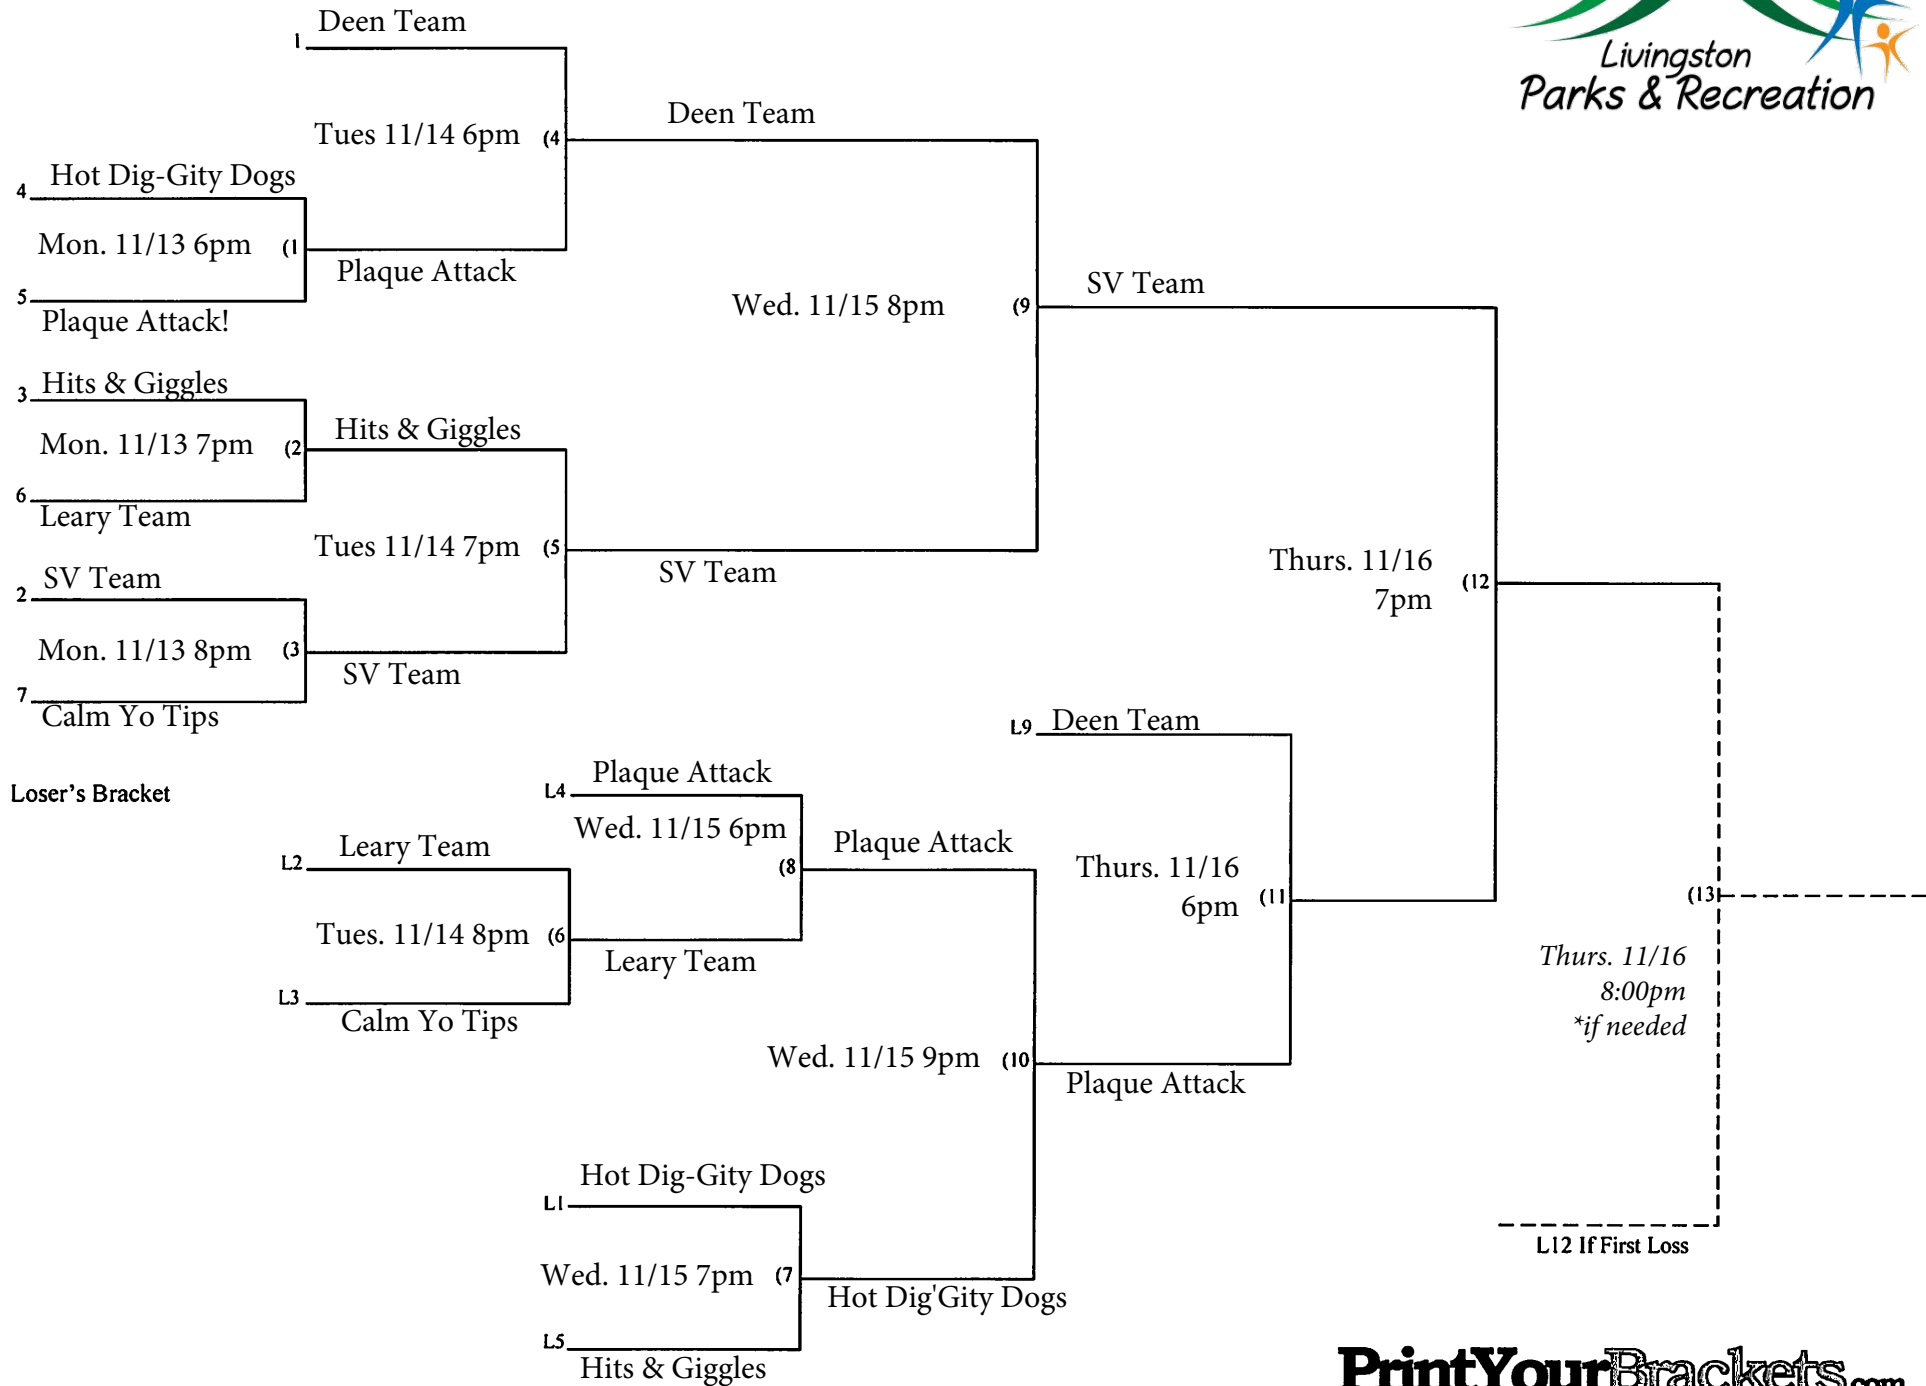 Deen Team
1
Livingston
Parks & Recreation
Deen Team
Tues 11/14 6pm (4
4 Hot Dig-Gity Dogs
Mon. 11/13 6pm (1
Plaque Attack
5
Plaque Attack!
SV Team
Wed. 11/15 8pm (9
3 Hits & Giggles
Hits & Giggles
Mon. 11/13 7pm (2
6
Leary Team
Tues 11/14 7pm (5
SV Team
2 SV Team
Mon. 11/13 8pm (3
SV Team
7
Calm Yo Tips
Thurs. 11/16
7pm
(12
L9 Deen Team
Loser's Bracket
Plaque Attack
L4
Wed. 11/15 6pm
(8
Plaque Attack
Leary Team
L2
Tues. 11/14 8pm (6
Leary Team
L3
Calm Yo Tips
Thurs. 11/16
6pm
(11
(13
Thurs. 11/16
8:00pm
*if needed
Wed. 11/15 9pm (10
Plaque Attack
Hot Dig-Gity Dogs
L1
Wed. 11/15 7pm (7
Hot Dig'Gity Dogs
L5
Hits & Giggles
L12 If First Loss
PrintYourBrackets.com